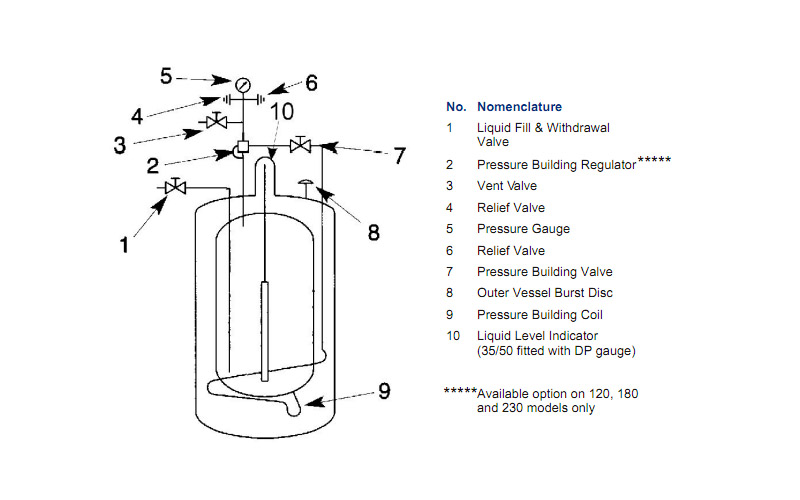 5
6
4
10
3
2
7
1
8
9
No. Nomenclature
1 Liquid Fill & Withdrawal
Valve
2 Pressure Building Regulator*****
3 Vent Valve
4 Relief Valve
5 Pressure Gauge
6 Relief Valve
7 Pressure Building Valve
8 Outer Vessel Burst Disc
9 Pressure Building Coil
10 Liquid Level Indicator
(35/50 fitted with DP gauge)
*****Available option on 120, 180
and 230 models only